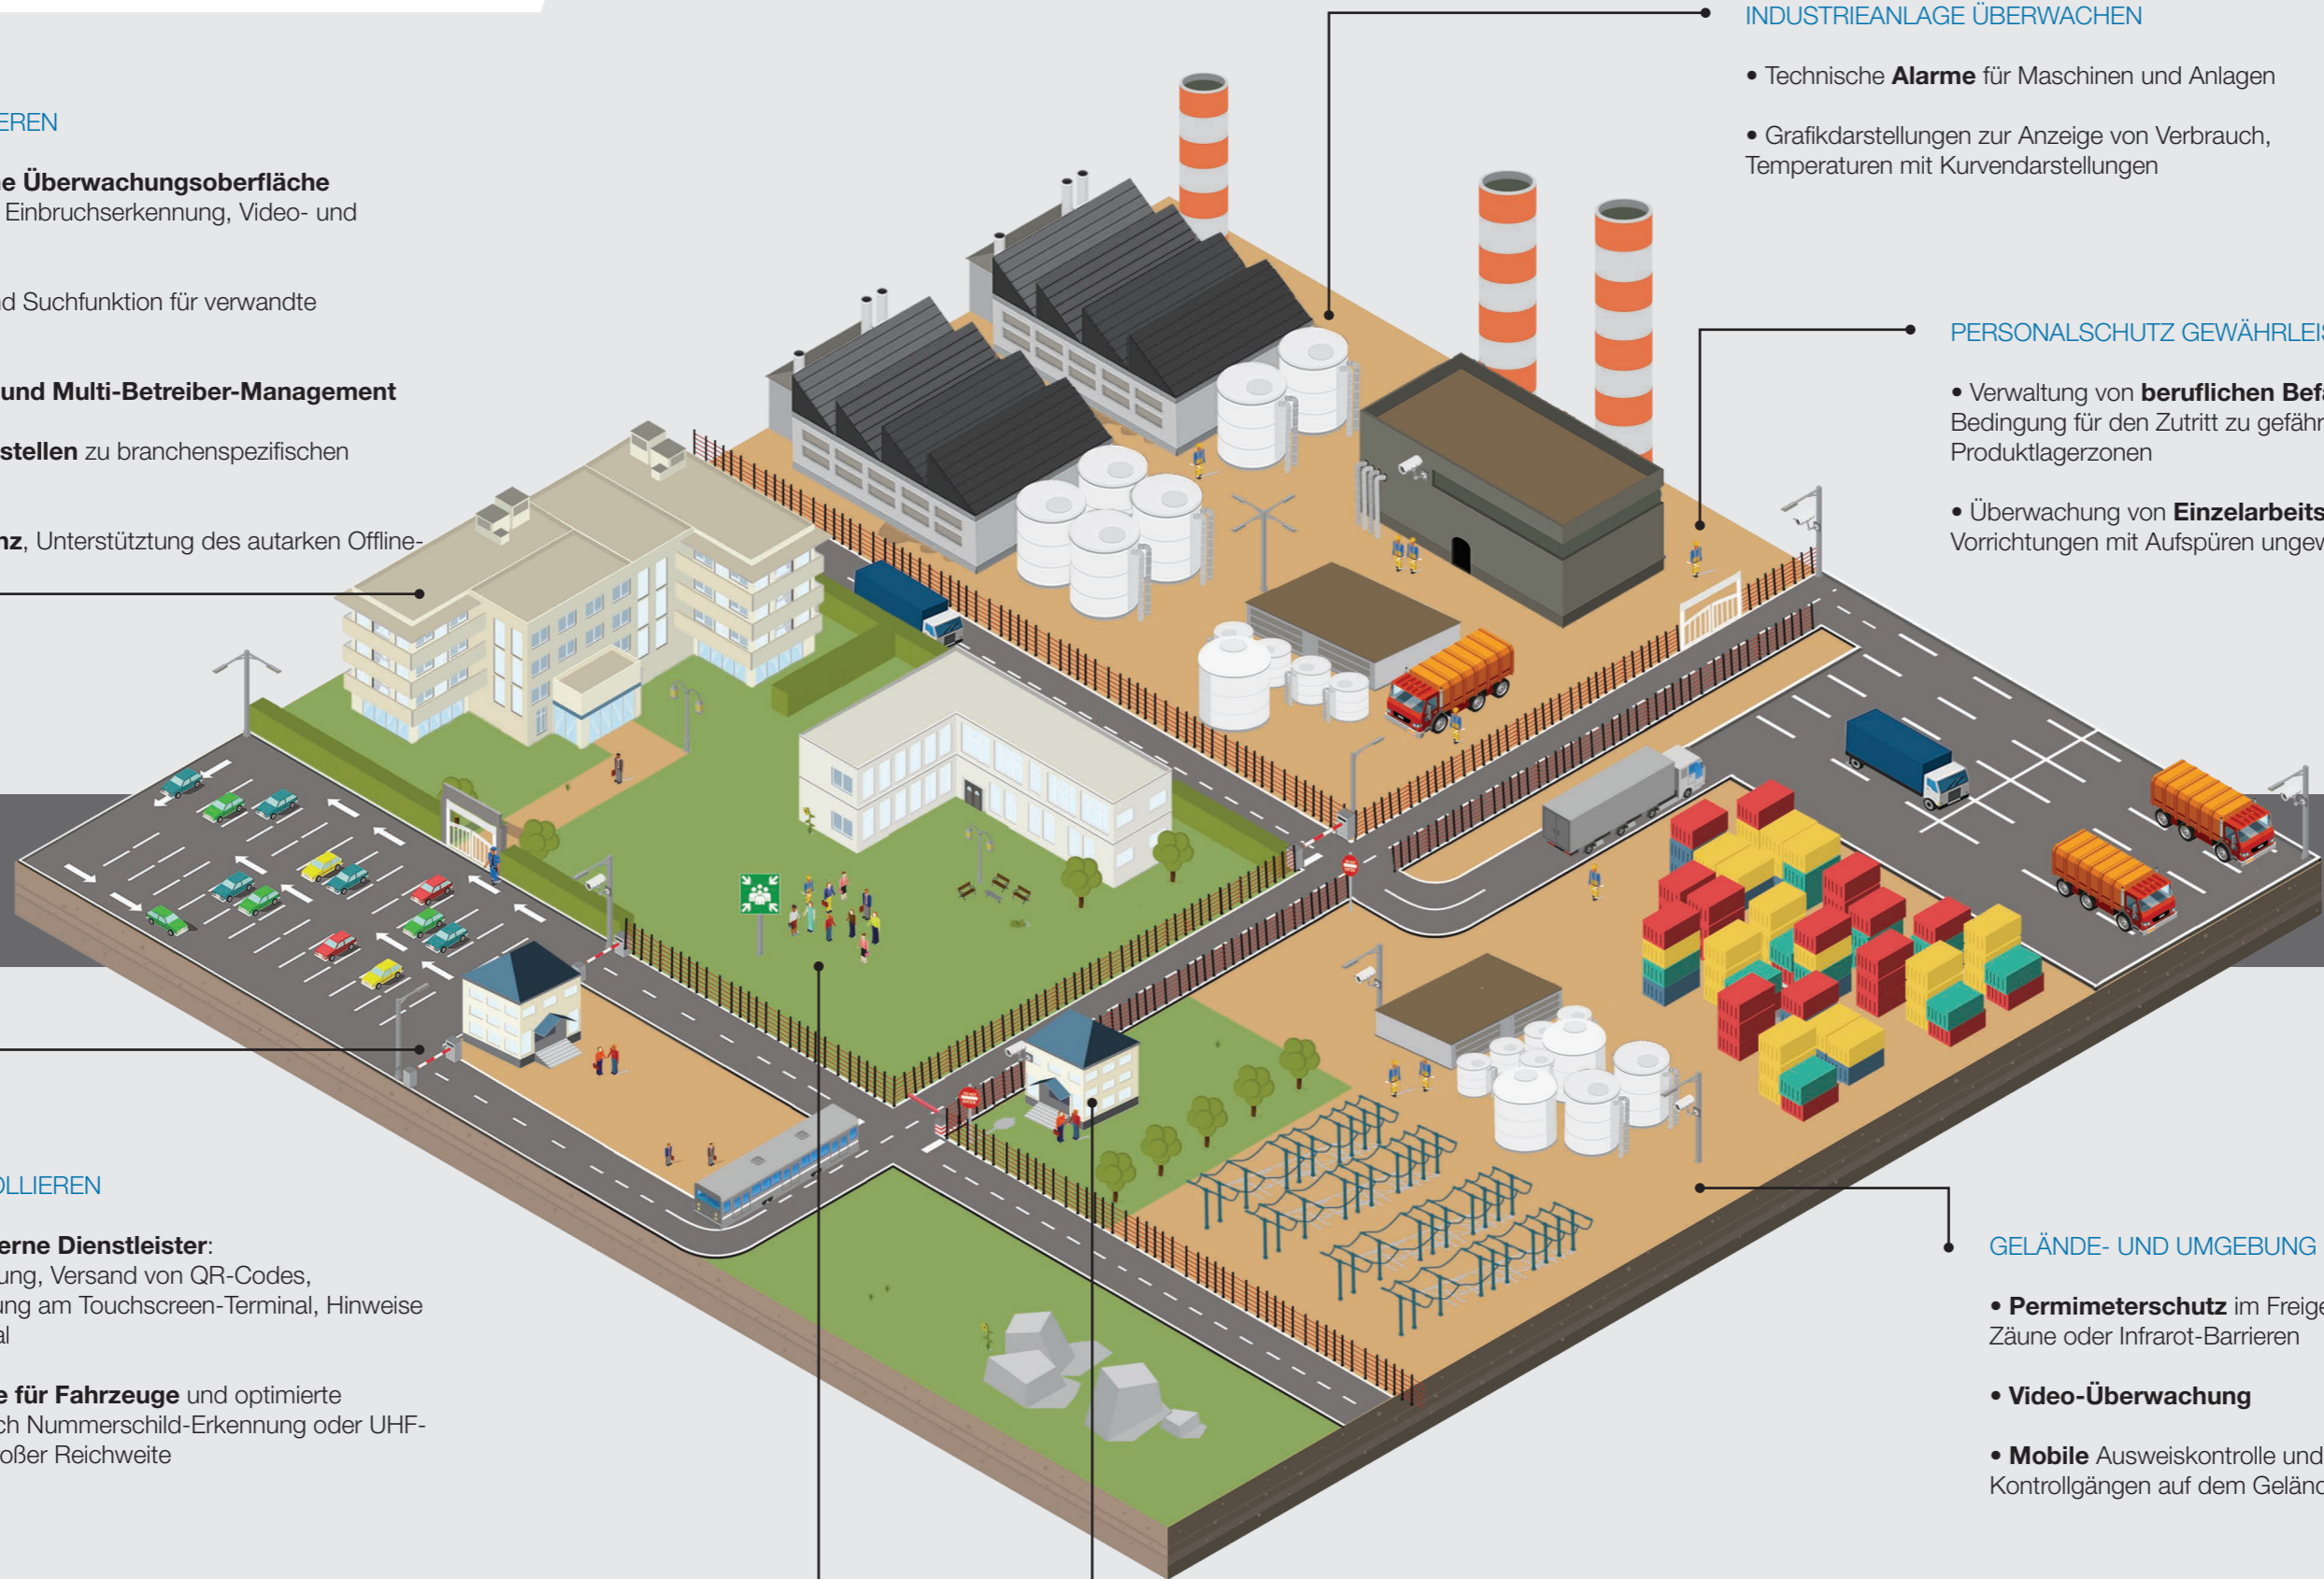 INDUSTRIEANLAGE ÜBERWACHEN
• Technische Alarme für Maschinen und Anlagen
• Grafikdarstellungen zur Anzeige von Verbrauch,
Temperaturen mit Kurvendarstellungen
EREN
e Überwachungsoberfläche
Einbruchserkennung, Video- und
d Suchfunktion für verwandte
und Multi-Betreiber-Management
stellen zu branchenspezifischen
nz, Unterstütztung des autarken Offline-
PERSONALSCHUTZ GEWÄHRLEIS
• Verwaltung von beruflichen Befä
Bedingung für den Zutritt zu gefähr
Produktlagerzonen
• Überwachung von Einzelarbeits
Vorrichtungen mit Aufspüren ungew
OLLIEREN
erne Dienstleister:
ung, Versand von QR-Codes,
ung am Touchscreen-Terminal, Hinweise
al
e für Fahrzeuge und optimierte
ch Nummerschild-Erkennung oder UHF-
oßer Reichweite
GELÄNDE- UND UMGEBUNG
• Permimeterschutz im Freige
Zäune oder Infrarot-Barrieren
• Video-Überwachung
• Mobile Ausweiskontrolle und
Kontrollgängen auf dem Geländ